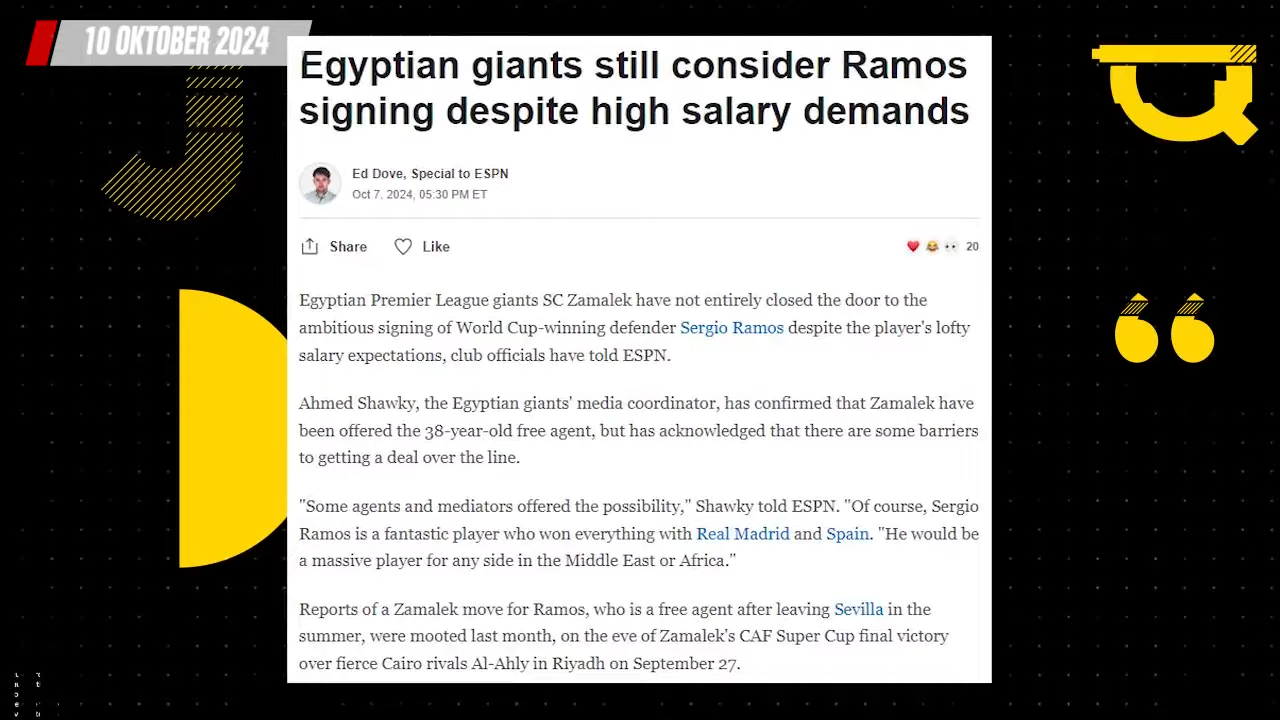 10 OKTOBER 2024
Egyptian giants still consider Ramos
signing despite high salary demands
Ed Dove, Special to ESPN
Oct 7, 2024, 05:30 PM ET
Share
Like
20
Egyptian Premier League giants SC Zamalek have not entirely closed the door to the
ambitious signing of World Cup-winning defender Sergio Ramos despite the player's lofty
salary expectations, club officials have told ESPN.
Ahmed Shawky, the Egyptian giants' media coordinator, has confirmed that Zamalek have
been offered the 38-year-old free agent, but has acknowledged that there are some barriers
to getting a deal over the line.
"Some agents and mediators offered the possibility," Shawky told ESPN. "Of course, Sergio
Ramos is a fantastic player who won everything with Real Madrid and Spain. "He would be
a massive player for any side in the Middle East or Africa."
Reports of a Zamalek move for Ramos, who is a free agent after leaving Sevilla in the
summer, were mooted last month, on the eve of Zamalek's CAF Super Cup final victory
over fierce Cairo rivals Al-Ahly in Riyadh on September 27.